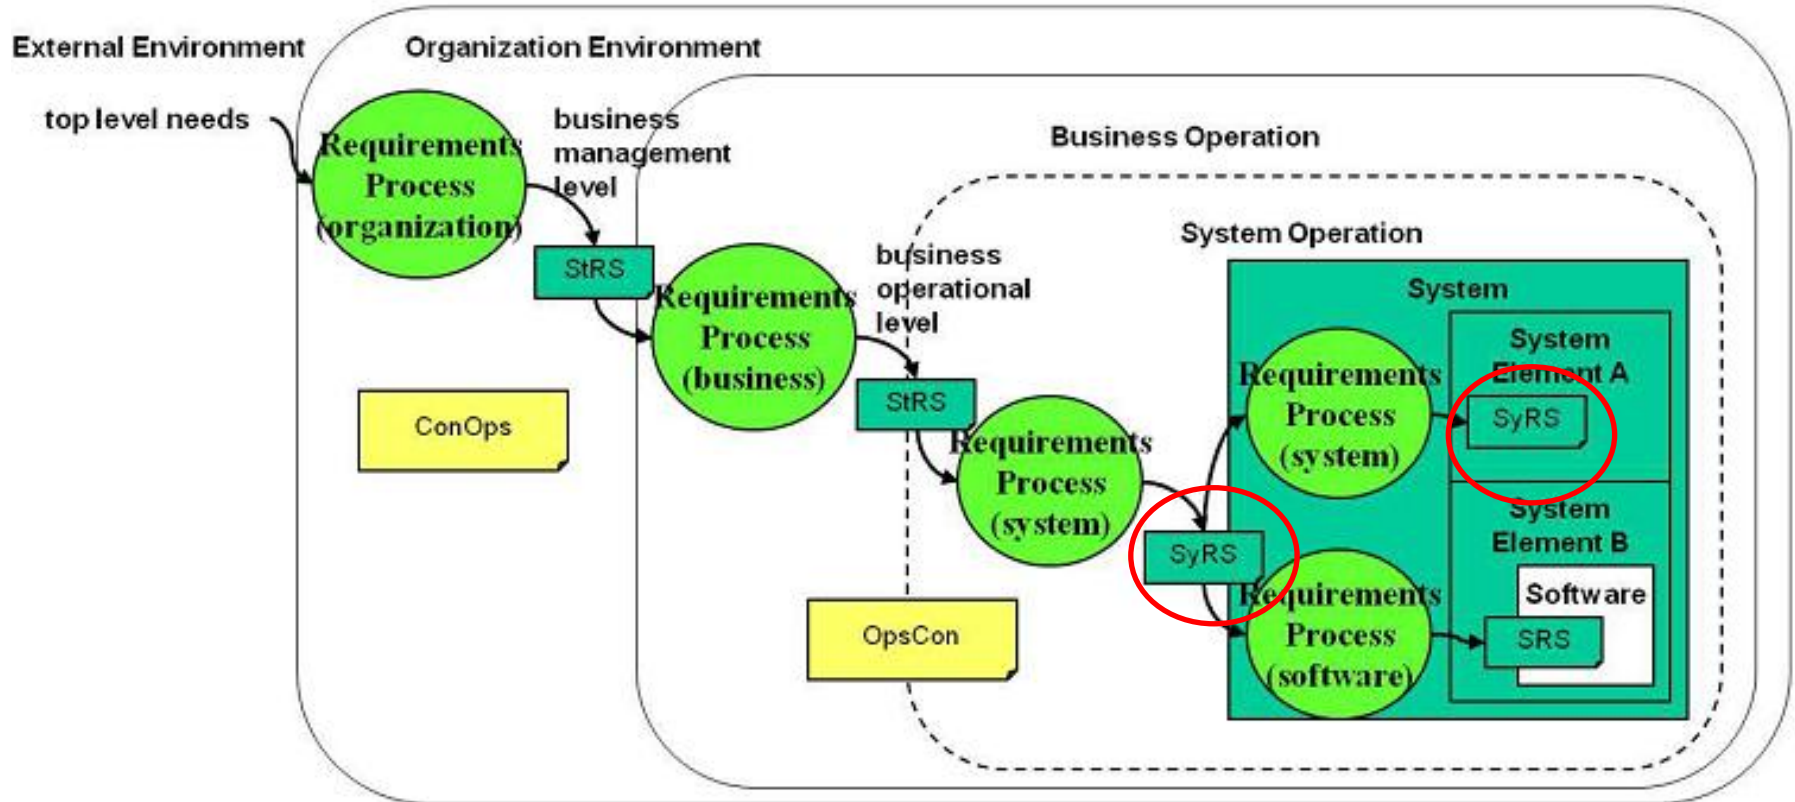 External Environment
Organization Environment
top level needs
business
management
level
Requirements
Process
(organization)
Business Operation
StRS
System Operation
business
operational
level
Requirements
Process
(business)
System
System
Element A
StRS
Requirements
Process
(system)
SyRS
ConOps
Requirements
Process
(system)
System
Element B
SyRS
Software
Requirements
Process
(software)
SRS
OpsCon